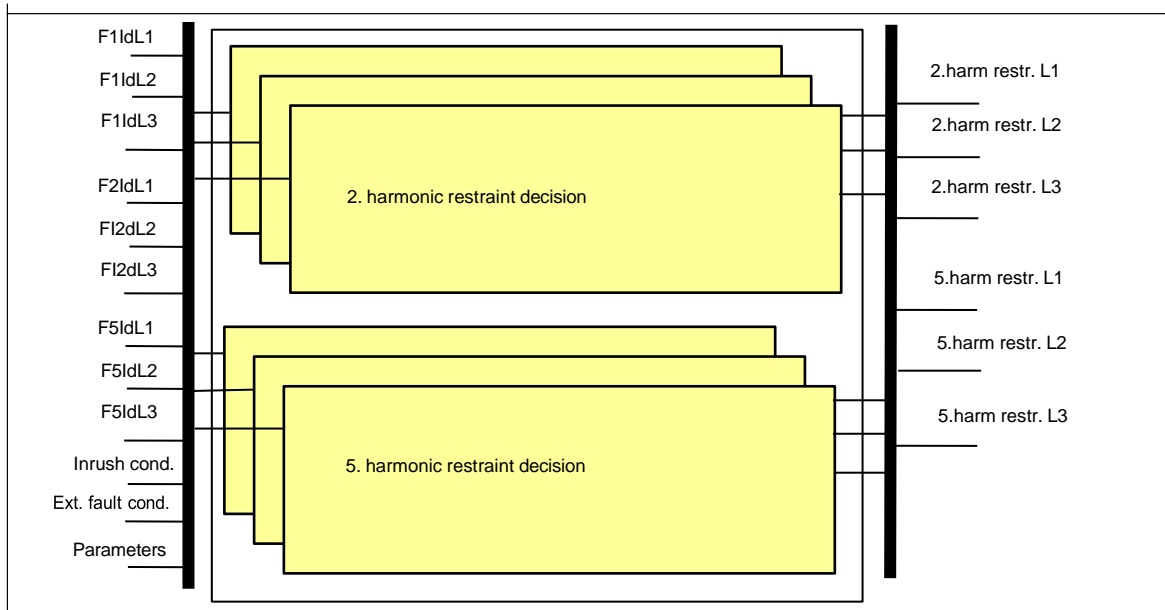 F1IdL1
F1IdL2
F1IdL3
F2IdL1
FI2dL2
FI2dL3
F5IdL1
F5IdL2
F5IdL3
Inrush cond.
Ext. fault cond.
Parameters
2. harmonic restraint decision
5. harmonic restraint decision
2.harm restr. L1
2.harm restr. L2
2.harm restr. L3
5.harm restr. L1
5.harm restr. L2
5.harm restr. L3